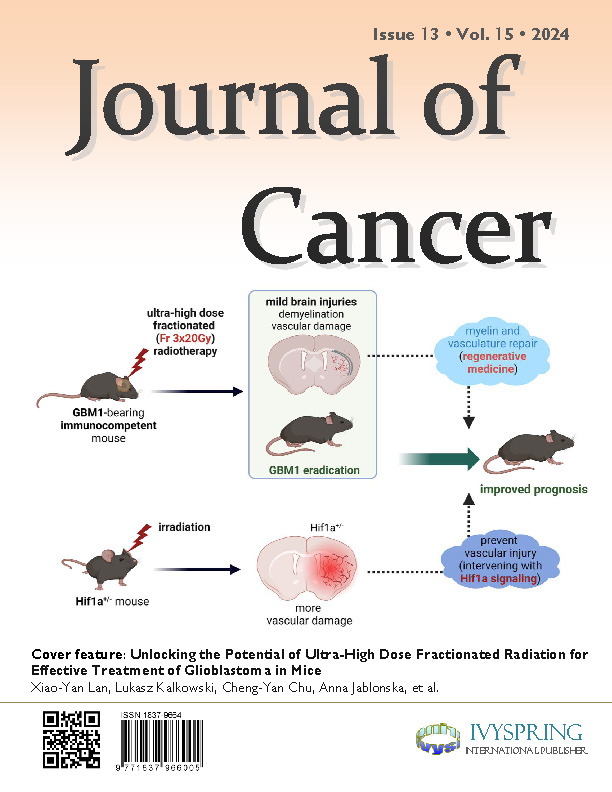 Issue 13 • Vol. 15 • 2024
Journal of
Cancer
ultra-high dose
fractionated
(Fr 3x20Gy)
radiotherapy
GBM1-bearing
immunocompetent
mouse
mild brain injuries
demyelination
vascular damage
GBM1 eradication
myelin and
vasculature repair
(regenerative
medicine)
improved prognosis
irradiation
Hif1a+/- mouse
Hif1a+/-
more
vascular damage
prevent
vascular injury
(intervening with
Hif1a signaling)
Cover feature: Unlocking the Potential of Ultra-High Dose Fractionated Radiation for
Effective Treatment of Glioblastoma in Mice
Xiao-Yan Lan, Lukasz Kalkowski, Cheng-Yan Chu, Anna Jablonska, et al.
ISSN 1837-9664
9 771837 966005
ivys
IVYSPRING
INTERNATIONAL PUBLISHER